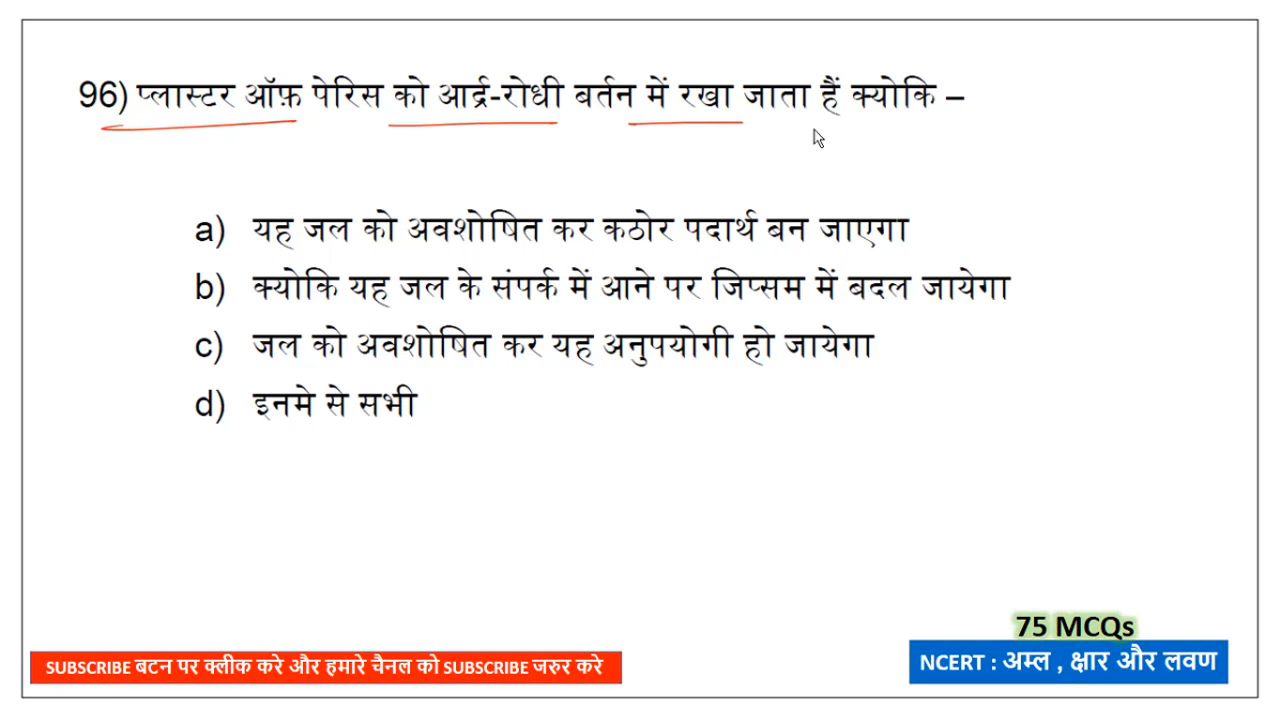 96) प्लास्टर ऑफ़ पेरिस को आर्द्र-रोधी बर्तन में रखा जाता हैं क्योकि –
a) यह जल को अवशोषित कर कठोर पदार्थ बन जाएगा
b) क्योकि यह जल के संपर्क में आने पर जिप्सम में बदल जायेगा
c) जल को अवशोषित कर यह अनुपयोगी हो जायेगा
d) इनमे से सभी
75 MCQs
SUBSCRIBE बटन पर क्लीक करे और हमारे चैनल को SUBSCRIBE जरुर करे
NCERT : अम्ल , क्षार और लवण